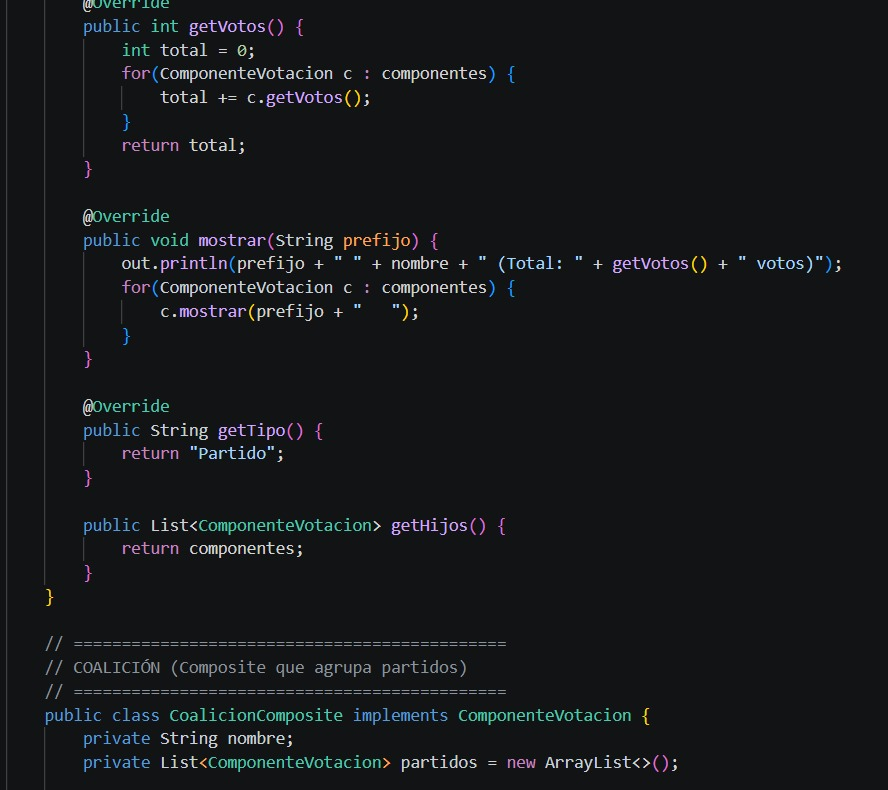 @Override
public int getVotos() {
int total = 0;
for(ComponenteVotacion c : componentes) {
total += c.getVotos();
}
return total;
}
@Override
public void mostrar(String prefijo) {
out.println(prefijo + " " + nombre + " (Total: " + getVotos() + " votos)");
for(ComponenteVotacion c : componentes) {
c.mostrar(prefijo + "   ");
}
}
@Override
public String getTipo() {
return "Partido";
}
public List<ComponenteVotacion> getHijos() {
return componentes;
}
}
// =============================================
// COALICIÓN (Composite que agrupa partidos)
// =============================================
public class CoalicionComposite implements ComponenteVotacion {
private String nombre;
private List<ComponenteVotacion> partidos = new ArrayList<>();